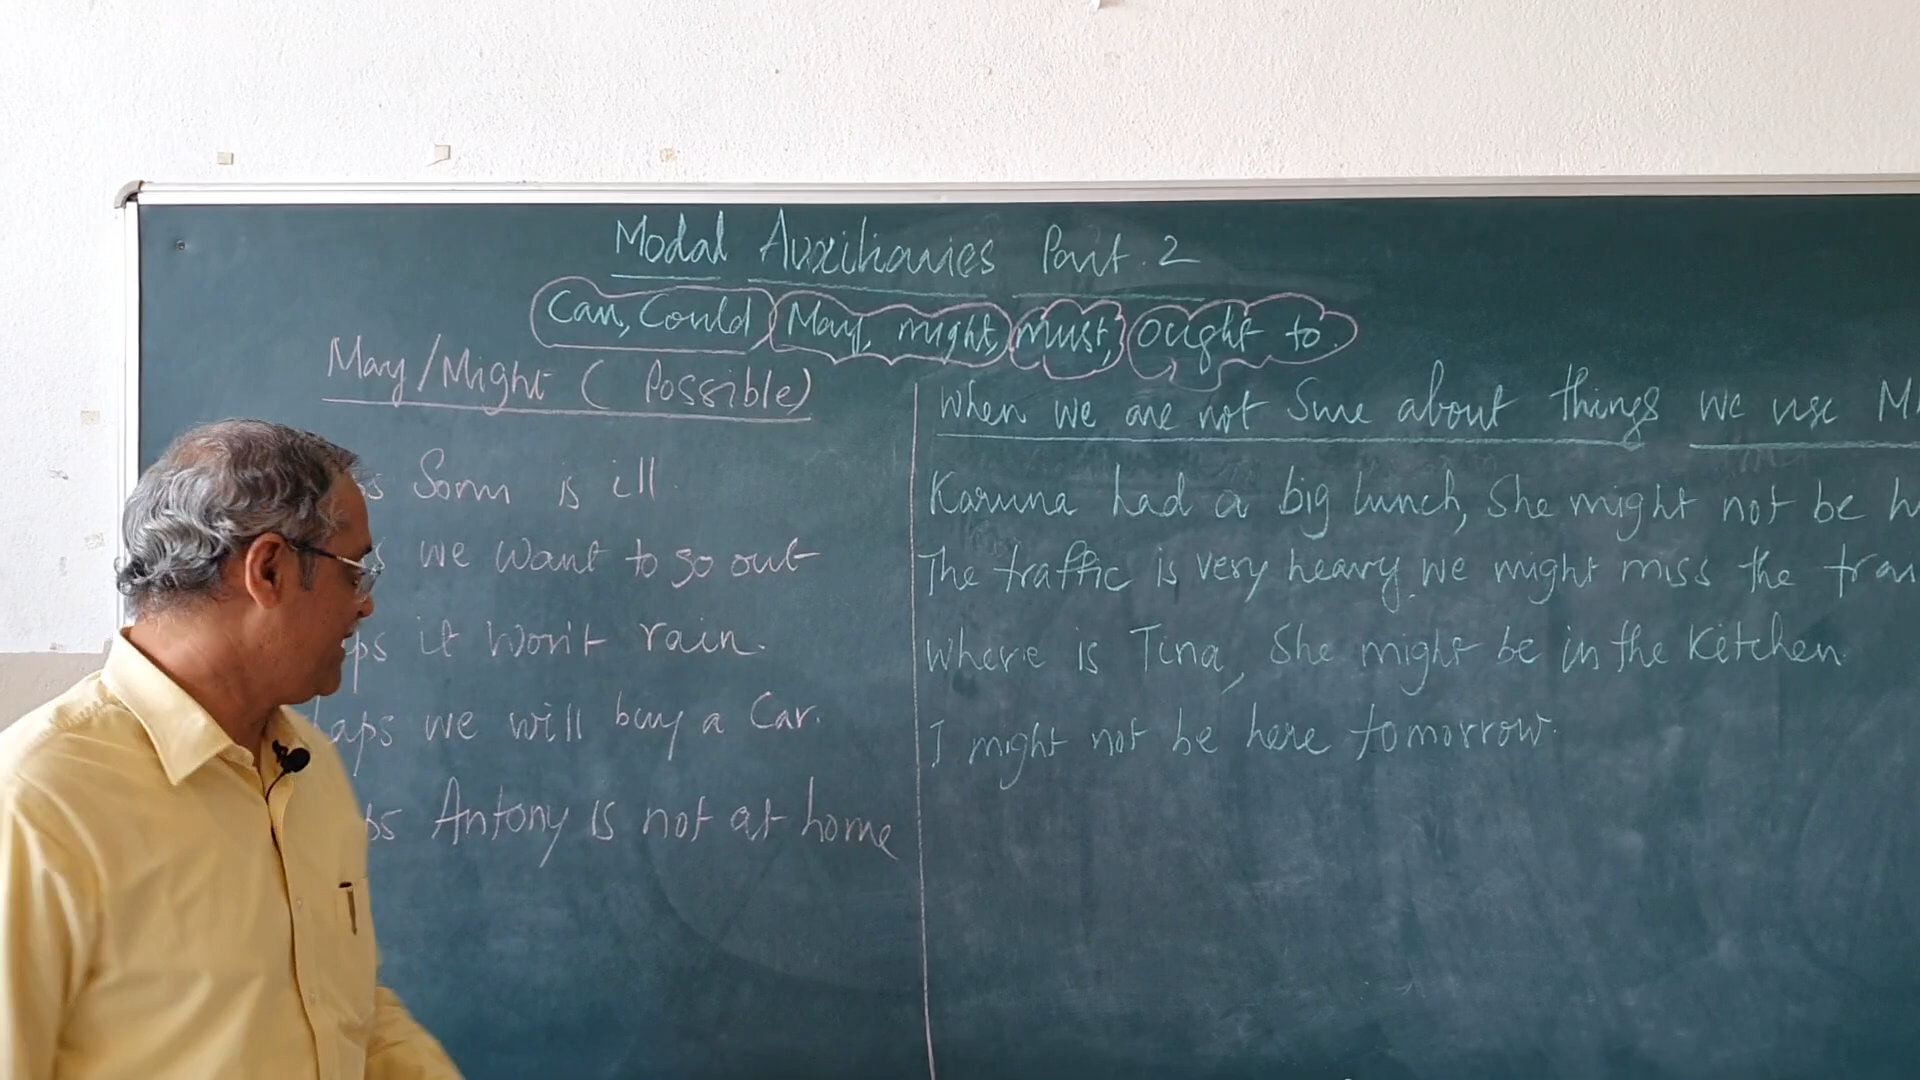 Modal Auxiliaries Part. 2
Can, Could May, might, must, ought to.
May/Might ( Possible)
is ill.
we want to go out
it won't rain.
aps we will buy a Car.
Antony is not at home
When we are not Sure about things we use M
Karuna had a big lunch, She might not be h
The traffic is very heavy, we might miss the trai
Where is Tina, She might be in the Kitchen.
I might not be here tomorrow.